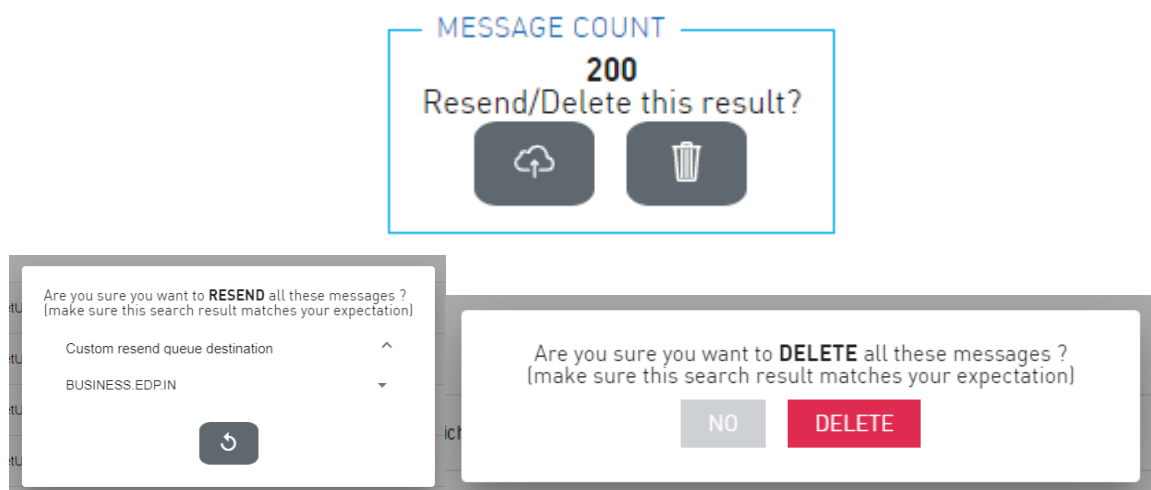 MESSAGE COUNT
200
Resend/Delete this result?
Are you sure you want to RESEND all these messages ?
(make sure this search result matches your expectation)
Custom resend queue destination
BUSINESS.EDP.IN
Are you sure you want to DELETE all these messages ?
(make sure this search result matches your expectation)
NO
DELETE